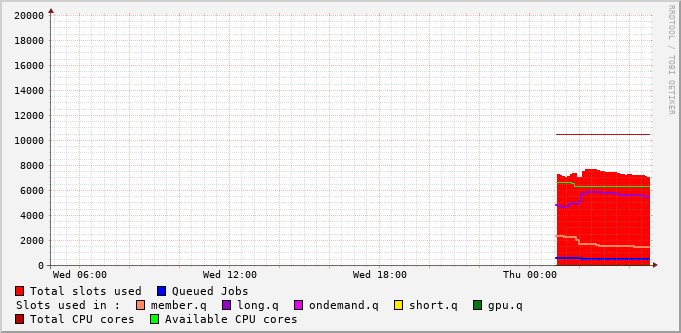 RRDTOOL / TOBI OETIKER
20000
18000
16000
14000
12000
10000
8000
6000
4000
2000
0
Wed 06:00 Wed 12:00 Wed 18:00 Thu 00:00
Total slots used Queued Jobs
Slots used in : member.q long.q ondemand.q short.q gpu.q
Total CPU cores Available CPU cores